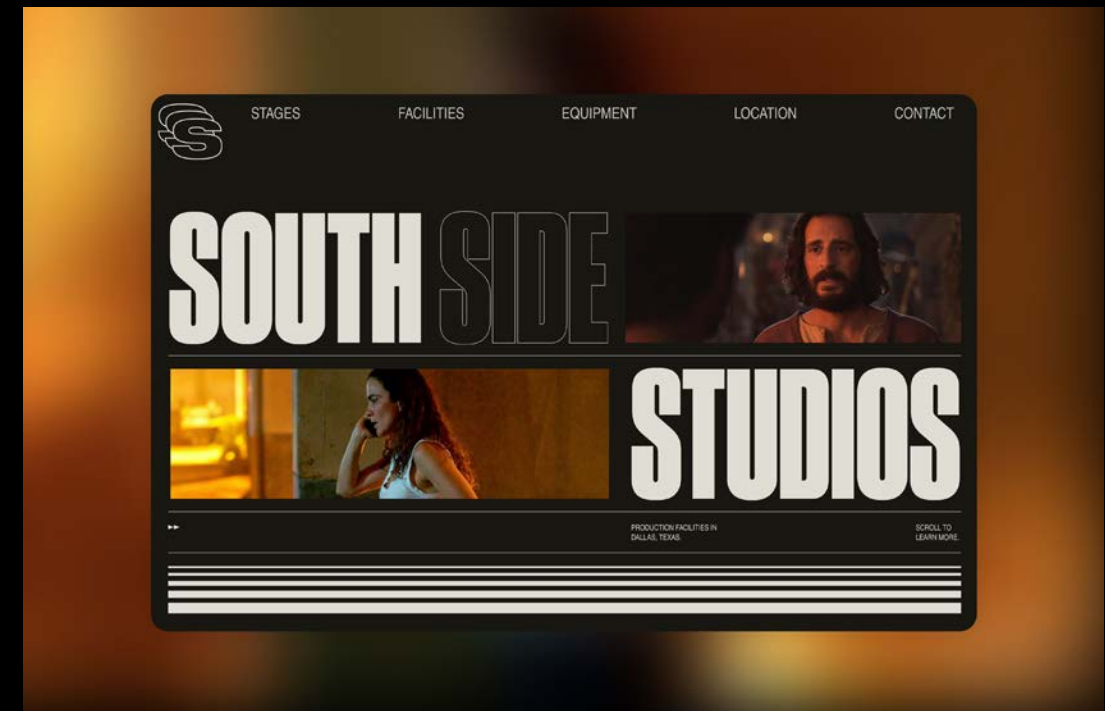 S STAGES FACILITIES EQUIPMENT LOCATION CONTACT
SOUTH SIDE
STUDIOS
PRODUCTION FACILITIES IN
DALLAS, TEXAS.
SCROLL TO
LEARN MORE.